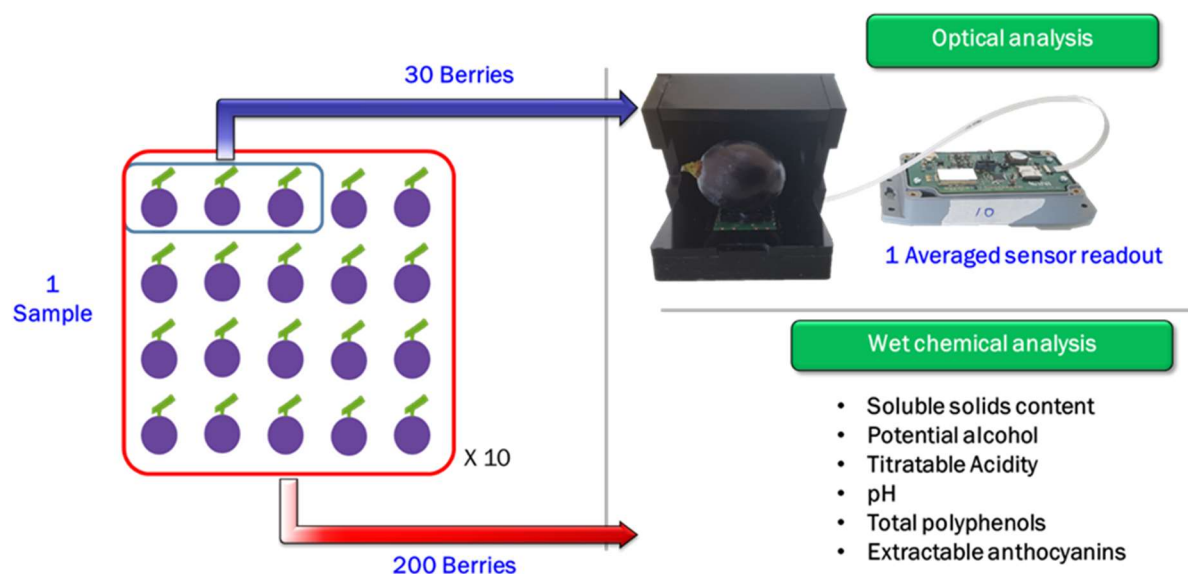 Optical analysis
30 Berries
10
1 Averaged sensor readout
1
Sample
X 10
200 Berries
Wet chemical analysis
• Soluble solids content
• Potential alcohol
• Titratable Acidity
• pH
• Total polyphenols
• Extractable anthocyanins